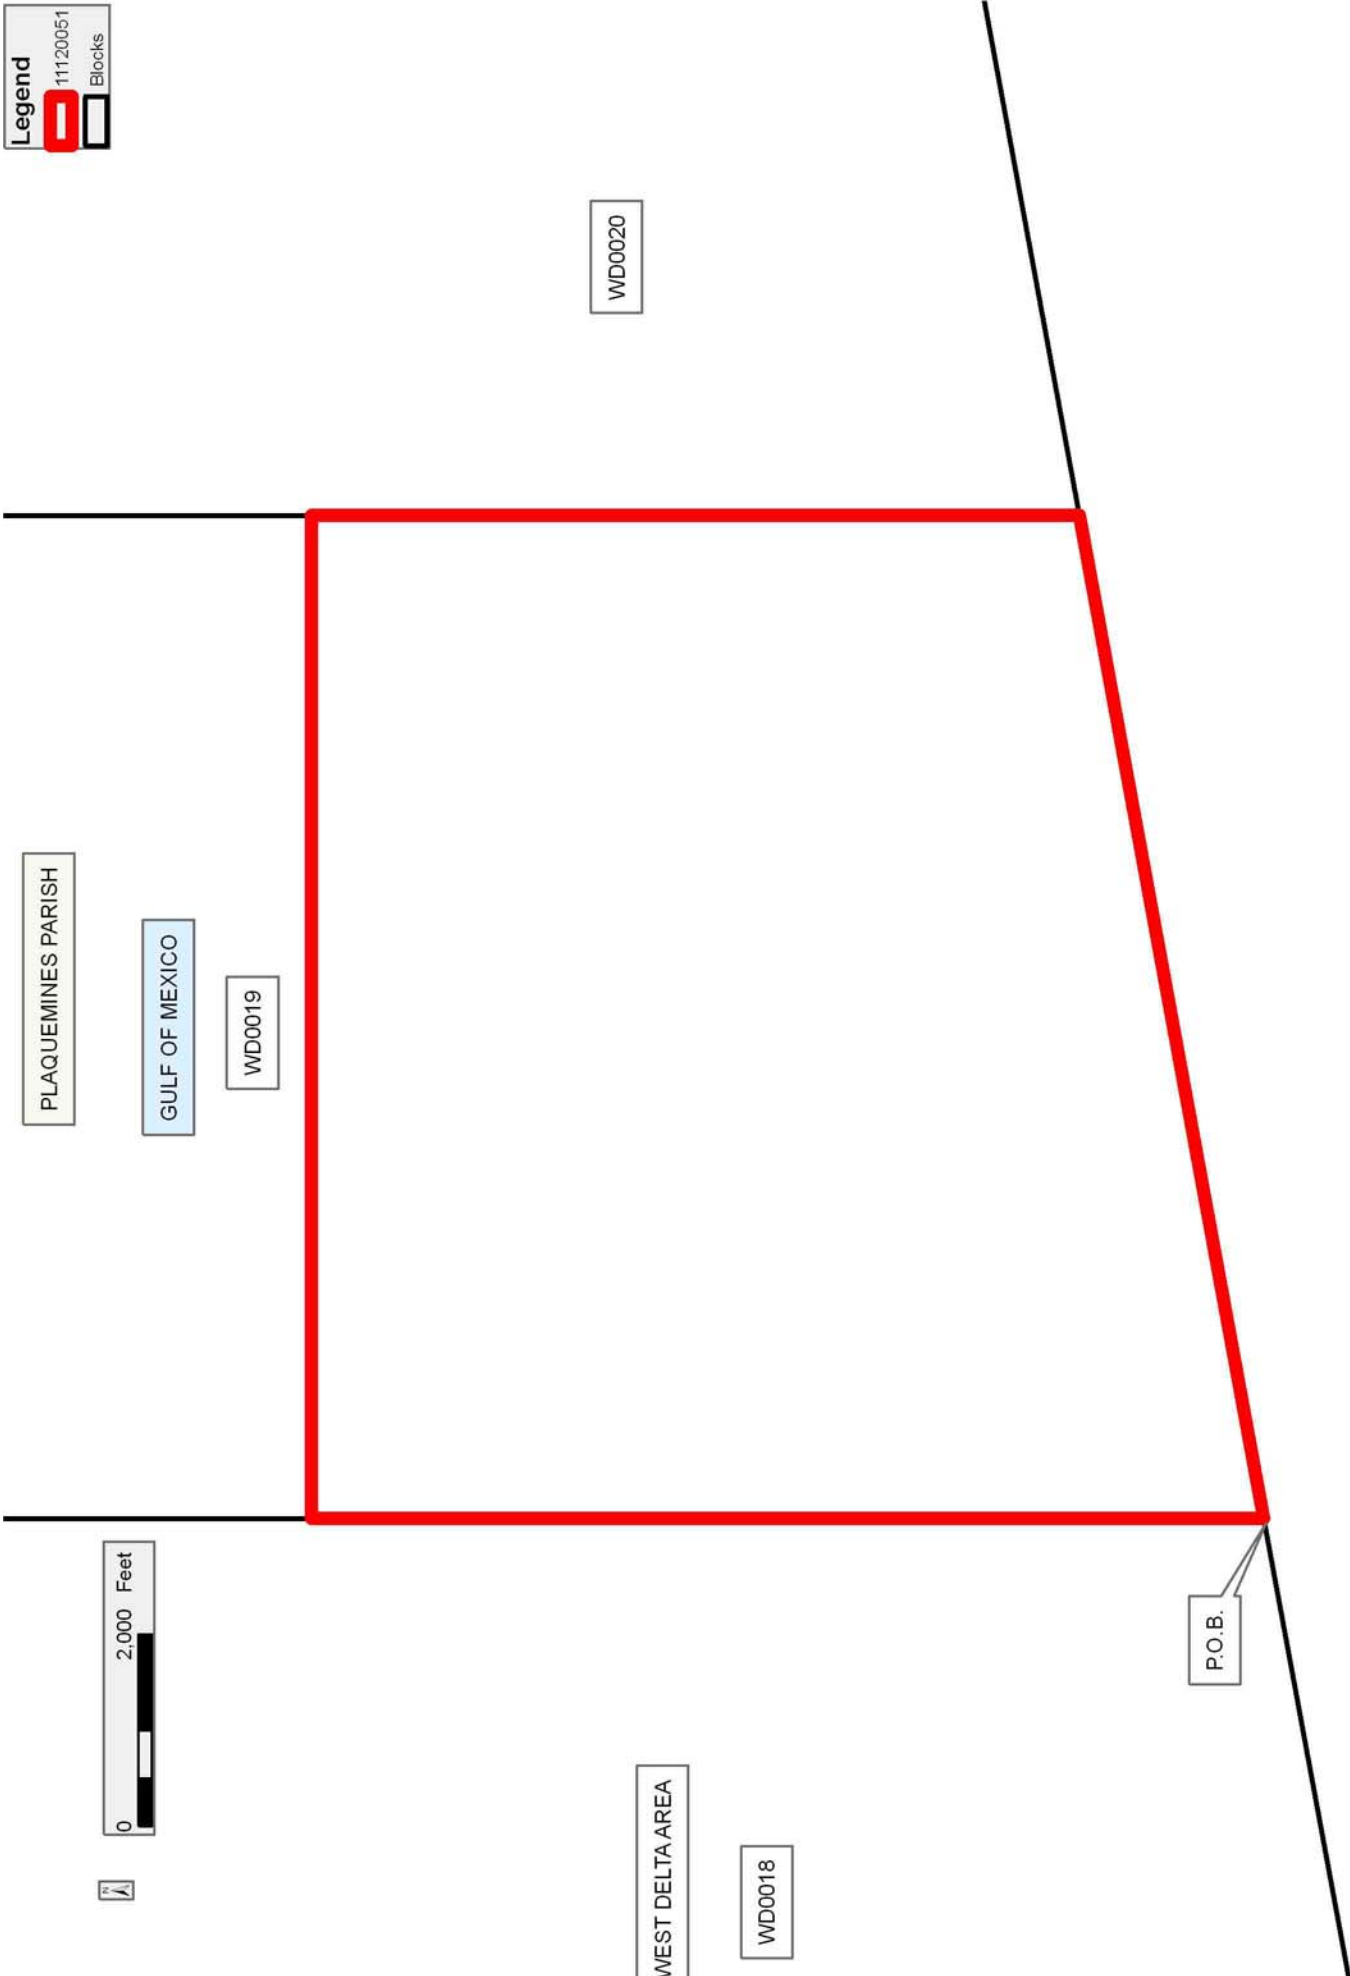 PLAQUEMINES PARISH
GULF OF MEXICO
WD0019
Legend
11120051
Blocks
0 2,000 Feet
N
WD0020
WEST DELTA AREA
WD0018
P.O.B.